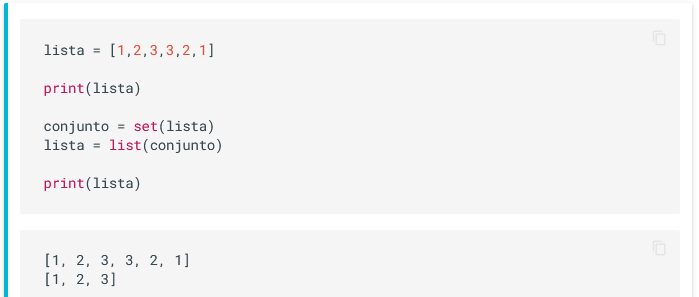 lista = [1,2,3,3,2,1]
print(lista)
conjunto = set(lista)
lista = list(conjunto)
print(lista)
[1, 2, 3, 3, 2, 1]
[1, 2, 3]